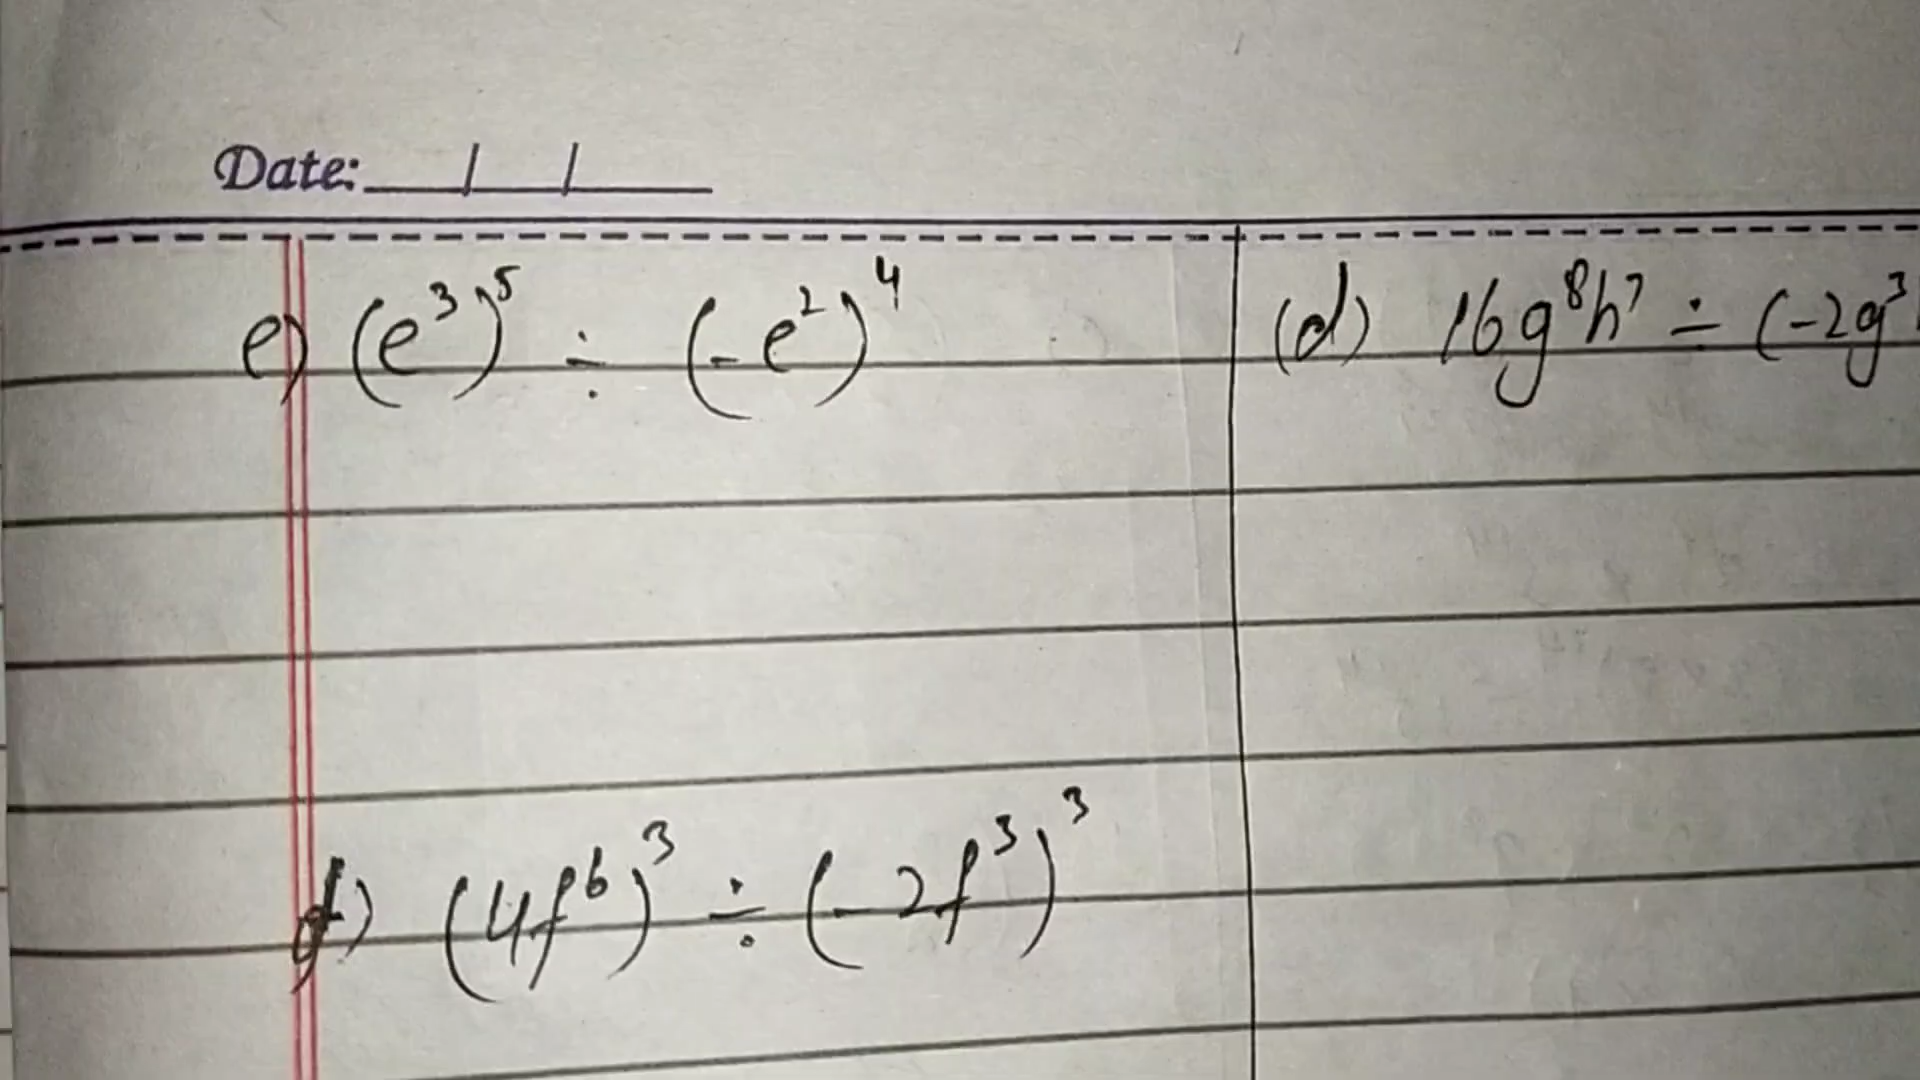 Date: / /
e) (e³)⁵ ÷ (-e²)⁴
(d) 16g⁸h⁷ ÷ (-2g³
f) (4f⁶)³ ÷ (-2f³)³